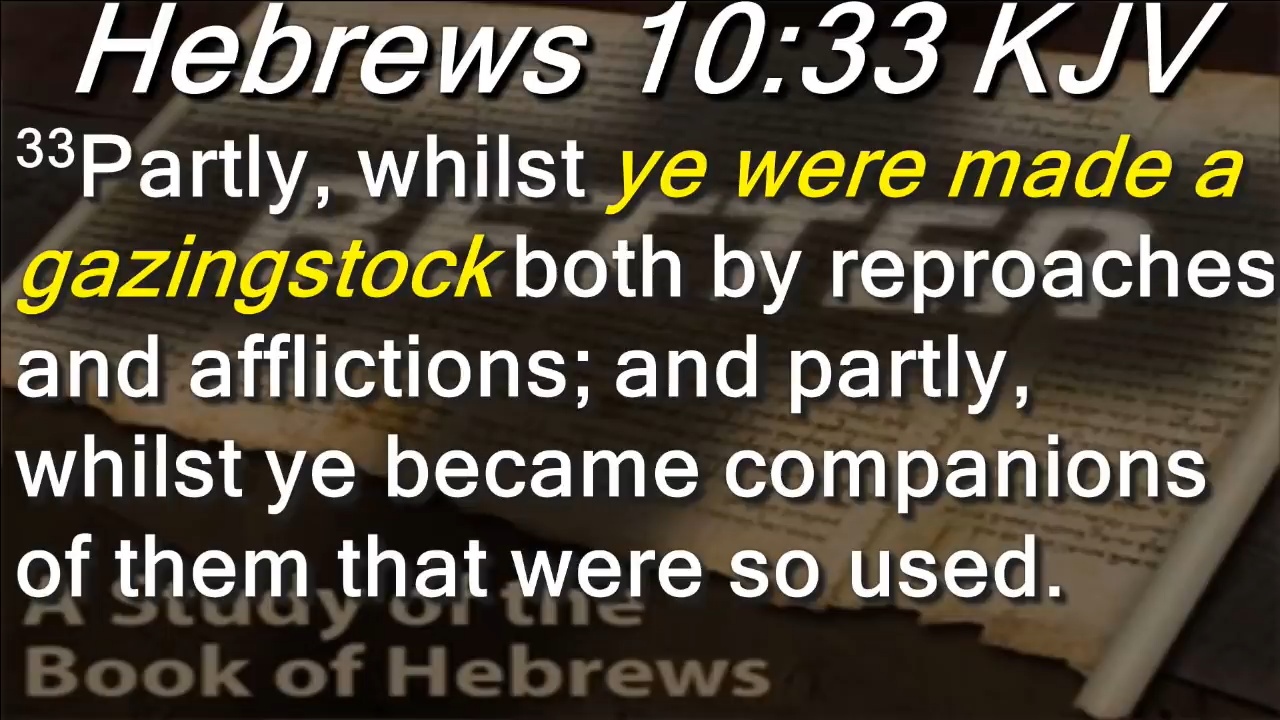 Hebrews 10:33 KJV
33Partly, whilst ye were made a
gazingstock both by reproaches
and afflictions; and partly,
whilst ye became companions
of them that were so used.
BETTER
A Study of the
Book of Hebrews